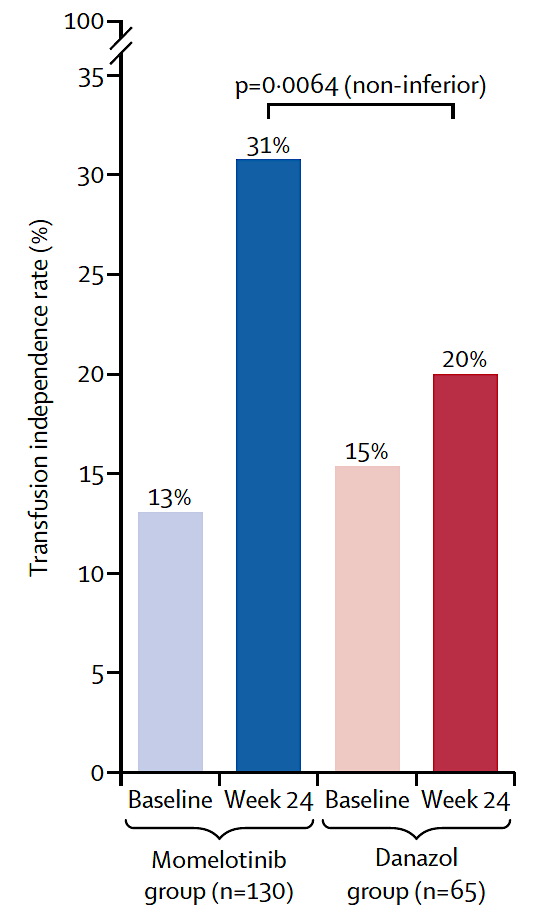 100
35
30
25
20
15
10
5
0
Transfusion independence rate (%)
p=0·0064 (non-inferior)
13%
31%
15%
20%
Baseline
Week 24
Baseline
Week 24
Momelotinib
group (n=130)
Danazol
group (n=65)